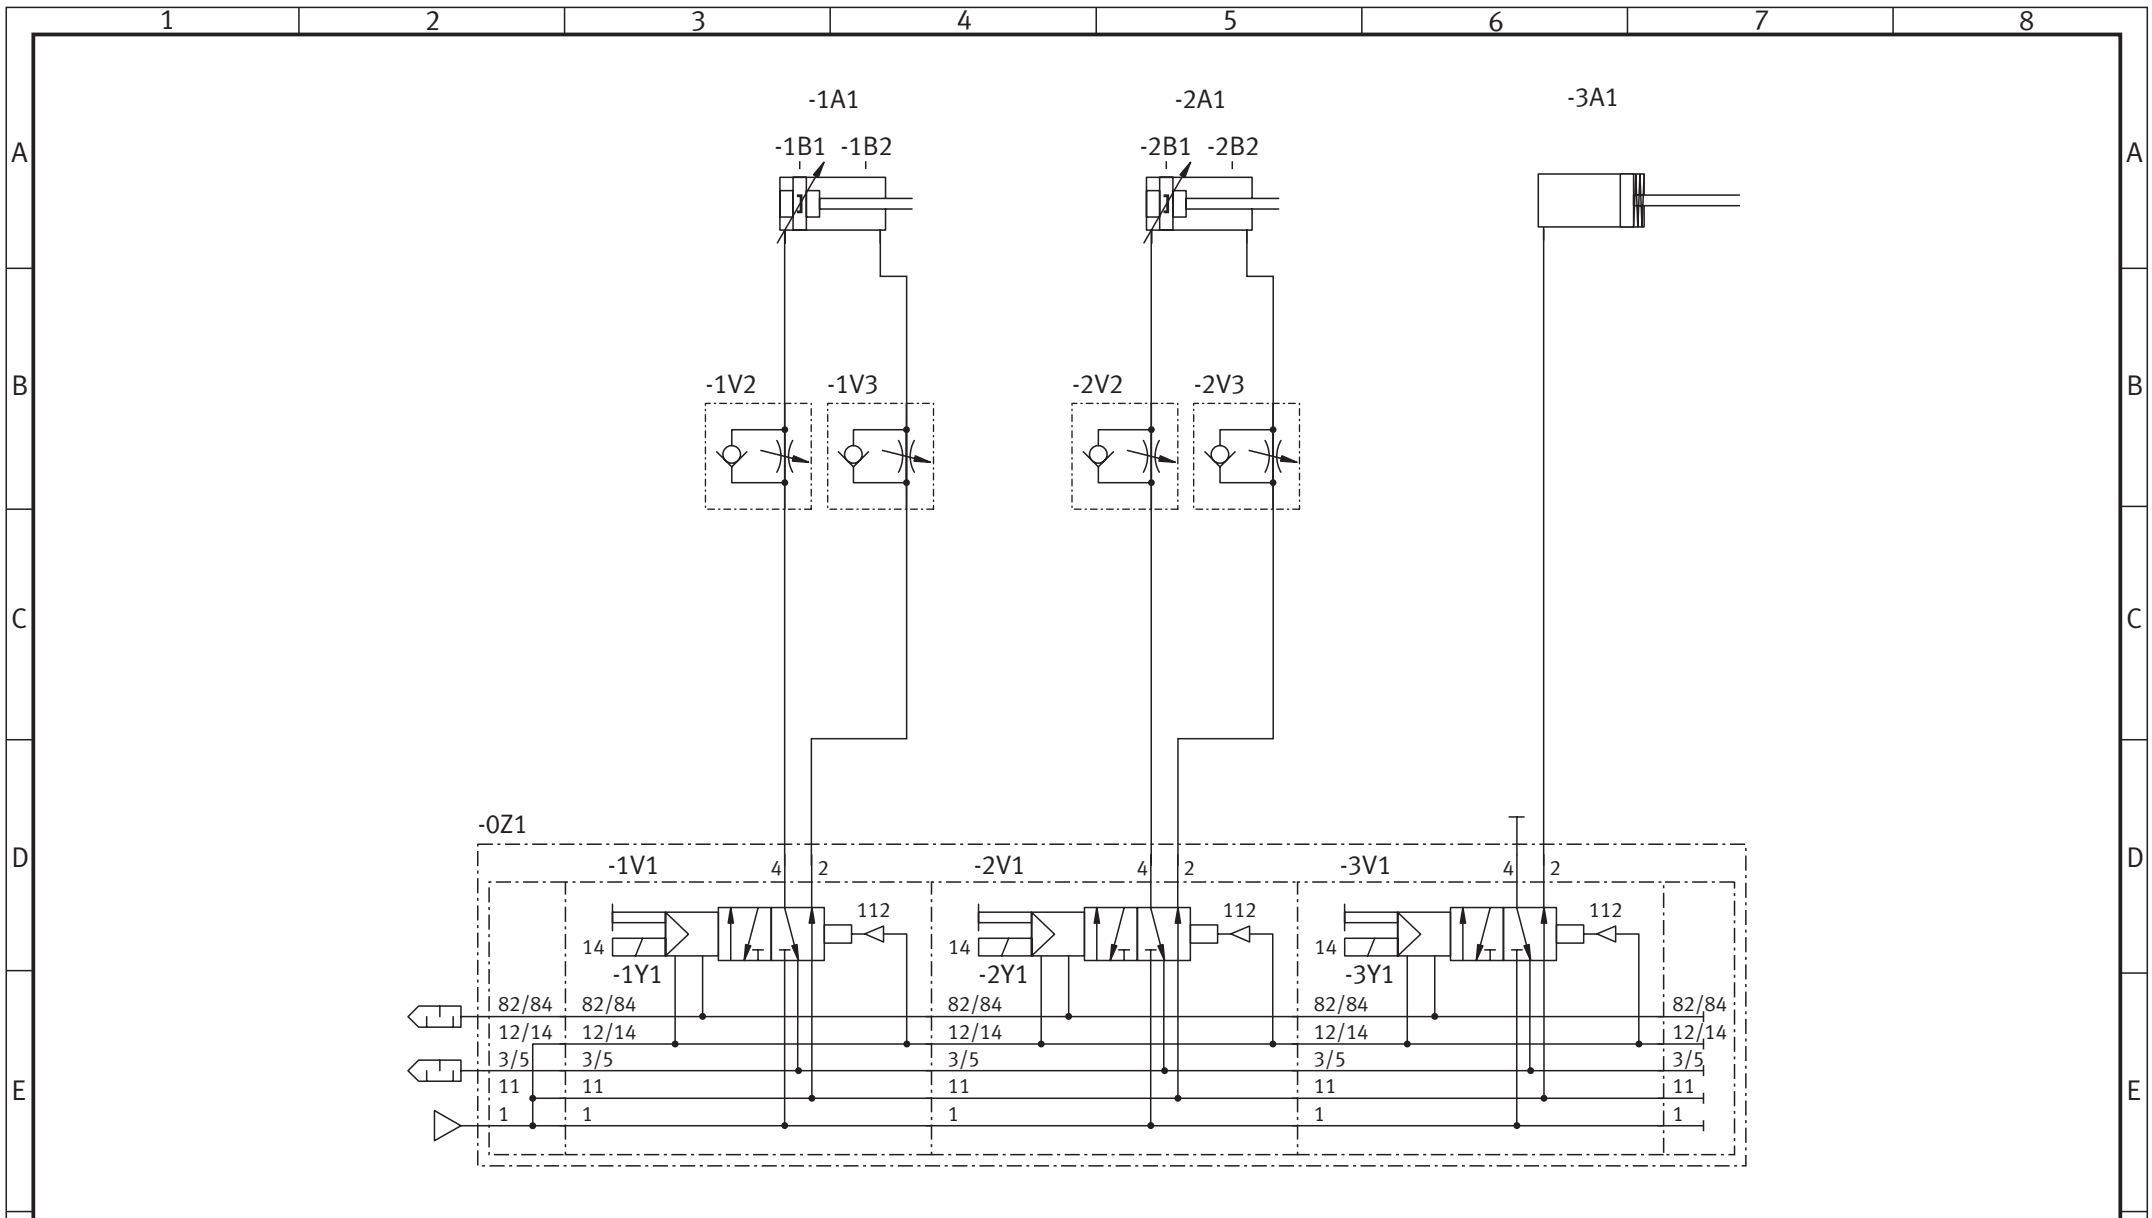 1 2 3 4 5 6 7 8
-1A1 -2A1 -3A1
A -1B1 -1B2 -2B1 -2B2 A
B -1V2 -1V3 -2V2 -2V3 B
C C
-0Z1
D -1V1 4 2 -2V1 4 2 -3V1 4 2 D
112 112 112
14 14 14
-1Y1 -2Y1 -3Y1
82/84 82/84 82/84 82/84 82/84
12/14 12/14 12/14 12/14 12/14
3/5 3/5 3/5 3/5 3/5
E 11 11 11 11 11 E
1 1 1 1 1